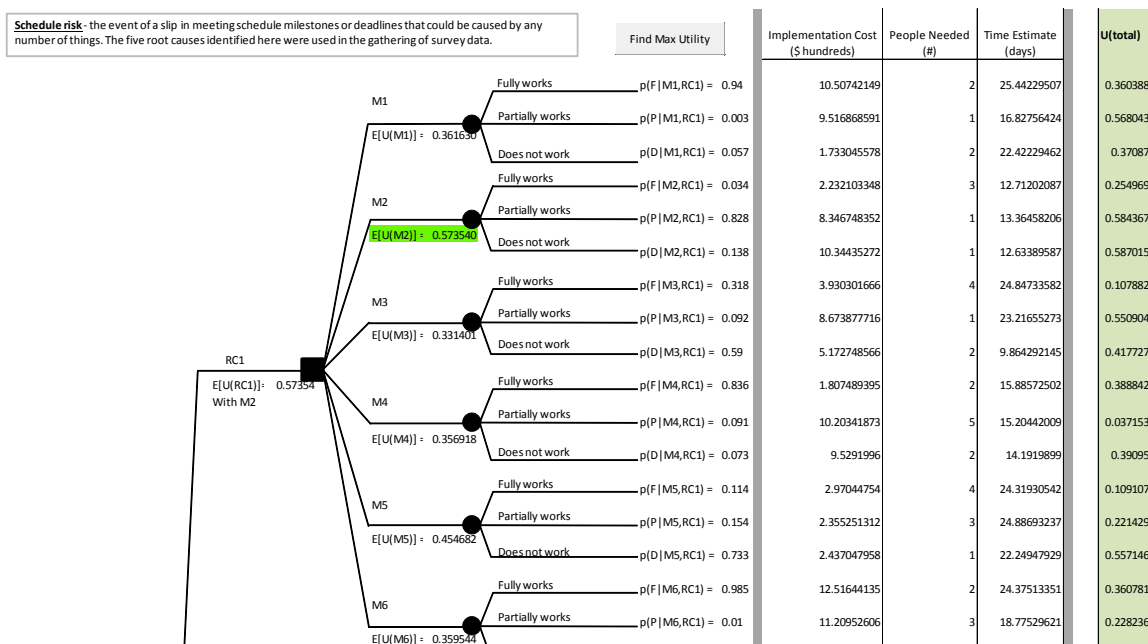 Schedule risk - the event of a slip in meeting schedule milestones or deadlines that could be caused by any
number of things. The five root causes identified here were used in the gathering of survey data.
Find Max Utility
Implementation Cost
($ hundreds)
People Needed
(#)
Time Estimate
(days)
U(total)
Fully works p(F|M1,RC1) = 0.94 10.50742149 2 25.44229507 0.360388
M1
Partially works p(P|M1,RC1) = 0.003 9.516868591 1 16.82756424 0.568043
E[U(M1)] = 0.361630
Does not work p(D|M1,RC1) = 0.057 1.733045578 2 22.42229462 0.37087
Fully works p(F|M2,RC1) = 0.034 2.232103348 3 12.71202087 0.254969
M2
Partially works p(P|M2,RC1) = 0.828 8.346748352 1 13.36458206 0.584367
E[U(M2)] = 0.573540
Does not work p(D|M2,RC1) = 0.138 10.34435272 1 12.63389587 0.587015
Fully works p(F|M3,RC1) = 0.318 3.930301666 4 24.84733582 0.107882
M3
Partially works p(P|M3,RC1) = 0.092 8.673877716 1 23.21655273 0.550904
E[U(M3)] = 0.331401
Does not work p(D|M3,RC1) = 0.59 5.172748566 2 9.864292145 0.417727
RC1
E[U(RC1)]= 0.57354
With M2
Fully works p(F|M4,RC1) = 0.836 1.807489395 2 15.88572502 0.388842
M4
Partially works p(P|M4,RC1) = 0.091 10.20341873 5 15.20442009 0.037153
E[U(M4)] = 0.356918
Does not work p(D|M4,RC1) = 0.073 9.5291996 2 14.1919899 0.39095
Fully works p(F|M5,RC1) = 0.114 2.97044754 4 24.31930542 0.109107
M5
Partially works p(P|M5,RC1) = 0.154 2.355251312 3 24.88693237 0.221429
E[U(M5)] = 0.454682
Does not work p(D|M5,RC1) = 0.733 2.437047958 1 22.24947929 0.557146
Fully works p(F|M6,RC1) = 0.985 12.51644135 2 24.37513351 0.360781
M6
Partially works p(P|M6,RC1) = 0.01 11.20952606 3 18.77529621 0.228236
E[U(M6)] = 0.359544